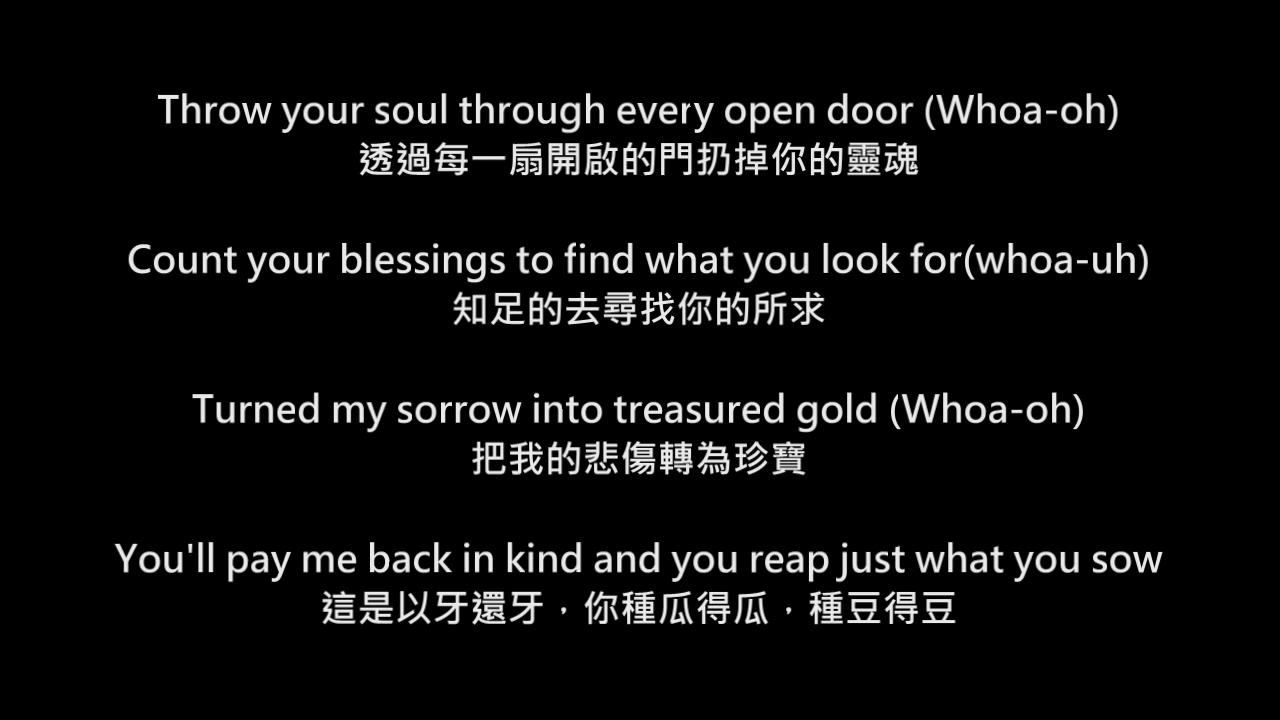 Throw your soul through every open door (Whoa-oh)
透過每一扇開啟的門扔掉你的靈魂
Count your blessings to find what you look for(whoa-uh)
知足的去尋找你的所求
Turned my sorrow into treasured gold (Whoa-oh)
把我的悲傷轉為珍寶
You'll pay me back in kind and you reap just what you sow
這是以牙還牙，你種瓜得瓜，種豆得豆